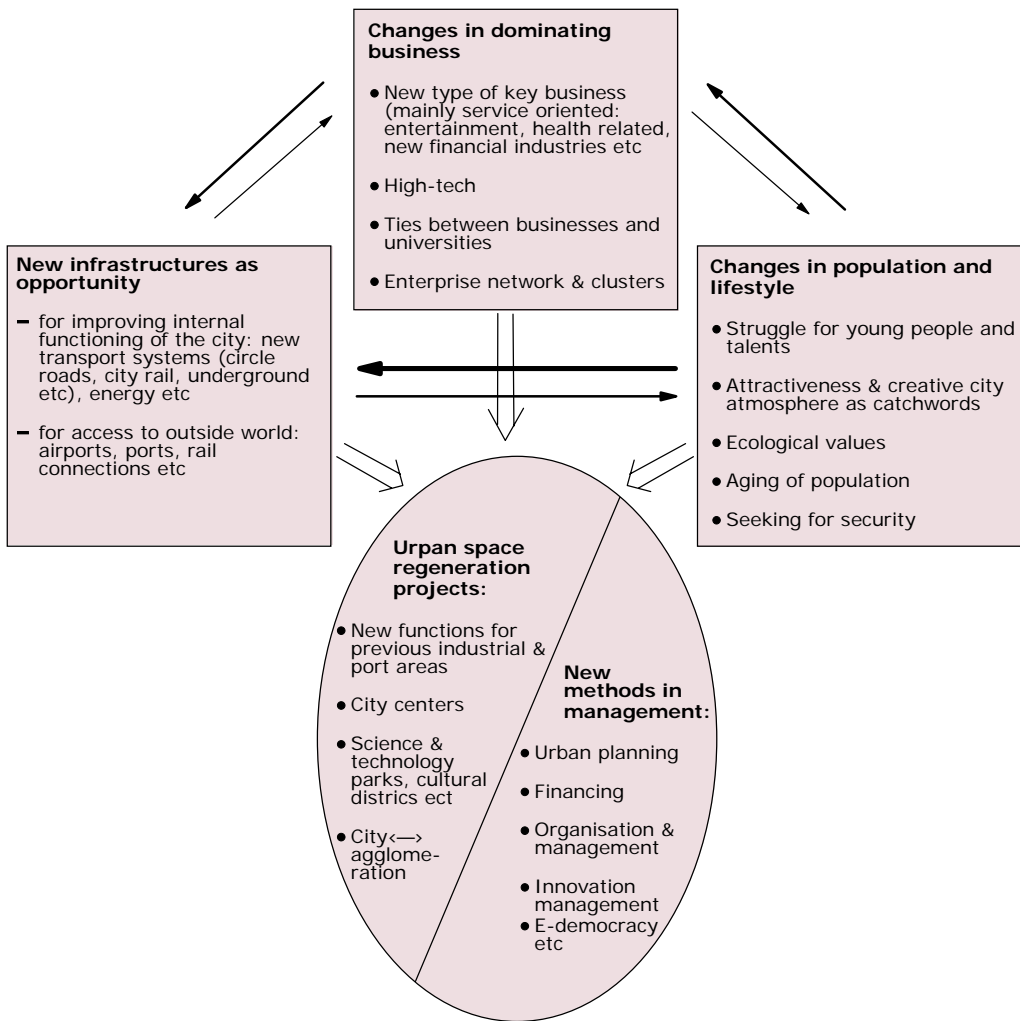 Changes in dominating
business
● New type of key business
(mainly service oriented:
entertainment, health related,
new financial industries etc
● High-tech
● Ties between businesses and
universities
● Enterprise network & clusters
New infrastructures as
opportunity
– for improving internal
functioning of the city: new
transport systems (circle
roads, city rail, underground
etc), energy etc
– for access to outside world:
airports, ports, rail
connections etc
Changes in population and
lifestyle
● Struggle for young people and
talents
● Attractiveness & creative city
atmosphere as catchwords
● Ecological values
● Aging of population
● Seeking for security
Urpan space
regeneration
projects:
● New functions for
previous industrial &
port areas
● City centers
● Science &
technology
parks, cultural
districs ect
● City<—>
agglome-
ration
New
methods in
management:
● Urban planning
● Financing
● Organisation &
management
● Innovation
management
● E-democracy
etc